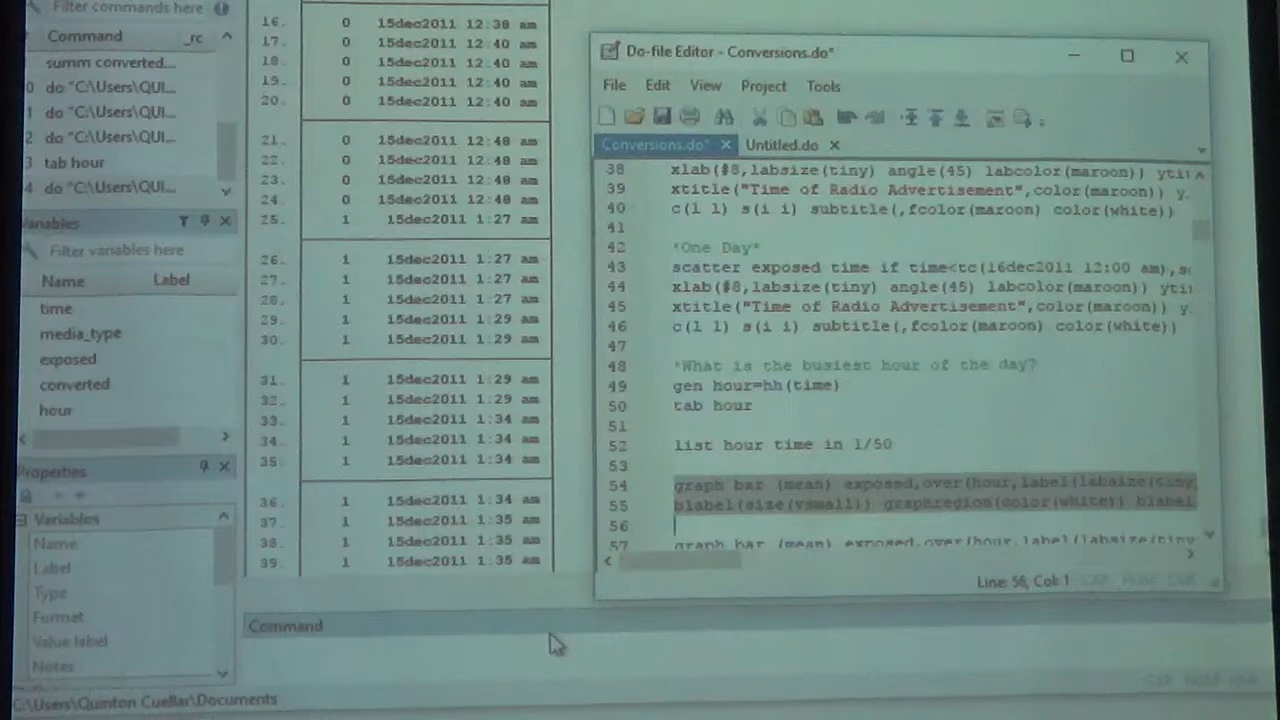 Filter commands here
Command _rc
summ converted...
0 do "C:\Users\QUI...
1 do "C:\Users\QUI...
2 do "C:\Users\QUI...
3 tab hour
4 do "C:\Users\QUI...
Variables
Filter variables here
Name Label
time
media_type
exposed
converted
hour
Properties
Variables
Name
Label
Type
Format
Value label
Notes
16. 0 15dec2011 12:38 am
17. 0 15dec2011 12:40 am
18. 0 15dec2011 12:40 am
19. 0 15dec2011 12:40 am
20. 0 15dec2011 12:40 am
21. 0 15dec2011 12:48 am
22. 0 15dec2011 12:48 am
23. 0 15dec2011 12:48 am
24. 0 15dec2011 12:48 am
25. 1 15dec2011 1:27 am
26. 1 15dec2011 1:27 am
27. 1 15dec2011 1:27 am
28. 1 15dec2011 1:27 am
29. 1 15dec2011 1:29 am
30. 1 15dec2011 1:29 am
31. 1 15dec2011 1:29 am
32. 1 15dec2011 1:29 am
33. 1 15dec2011 1:34 am
34. 1 15dec2011 1:34 am
35. 1 15dec2011 1:34 am
36. 1 15dec2011 1:34 am
37. 1 15dec2011 1:35 am
38. 1 15dec2011 1:35 am
39. 1 15dec2011 1:35 am
Do-file Editor - Conversions.do*
File Edit View Project Tools
Conversions.do* Untitled.do
38 xlab(#8,labsize(tiny) angle(45) labcolor(maroon)) yti
39 xtitle("Time of Radio Advertisement",color(maroon)) y
40 c(l l) s(i i) subtitle(,fcolor(maroon) color(white))
41
42 *One Day*
43 scatter exposed time if time<tc(16dec2011 12:00 am),s
44 xlab(#8,labsize(tiny) angle(45) labcolor(maroon)) yti
45 xtitle("Time of Radio Advertisement",color(maroon)) y
46 c(l l) s(i i) subtitle(,fcolor(maroon) color(white))
47
48 *What is the busiest hour of the day?
49 gen hour=hh(time)
50 tab hour
51
52 list hour time in 1/50
53
54 graph bar (mean) exposed,over(hour,label(labsize(tiny
55 blabel(size(vsmall)) graphregion(color(white)) blabel
56
57 graph bar (mean) exposed,over(hour,label(labsize(tiny
Line: 56, Col: 1 CAP NUM OVR
Command
C:\Users\Quinton Cuellar\Documents
CAP NUM OVR